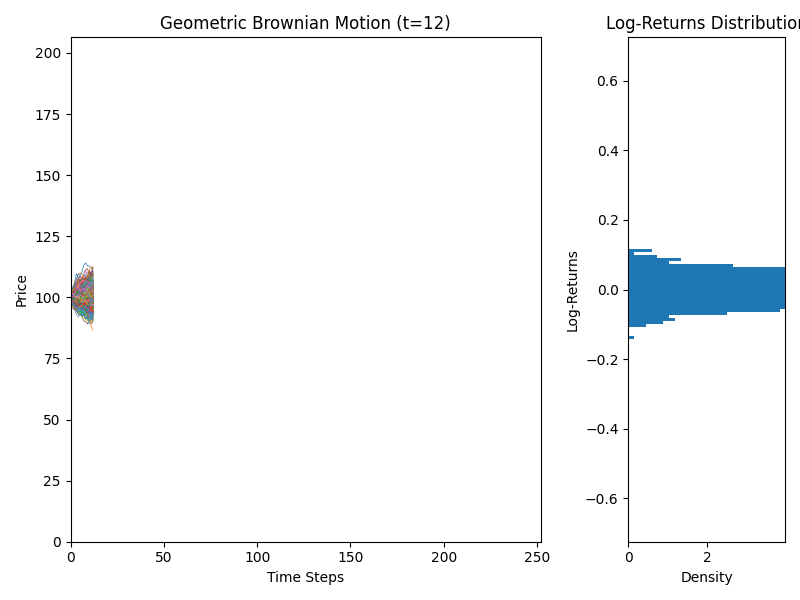 Geometric Brownian Motion (t=12)
Log-Returns Distribution
200
175
150
125
100
75
50
25
0
Price
0 50 100 150 200 250
Time Steps
0.6
0.4
0.2
0.0
−0.2
−0.4
−0.6
Log-Returns
0 2
Density